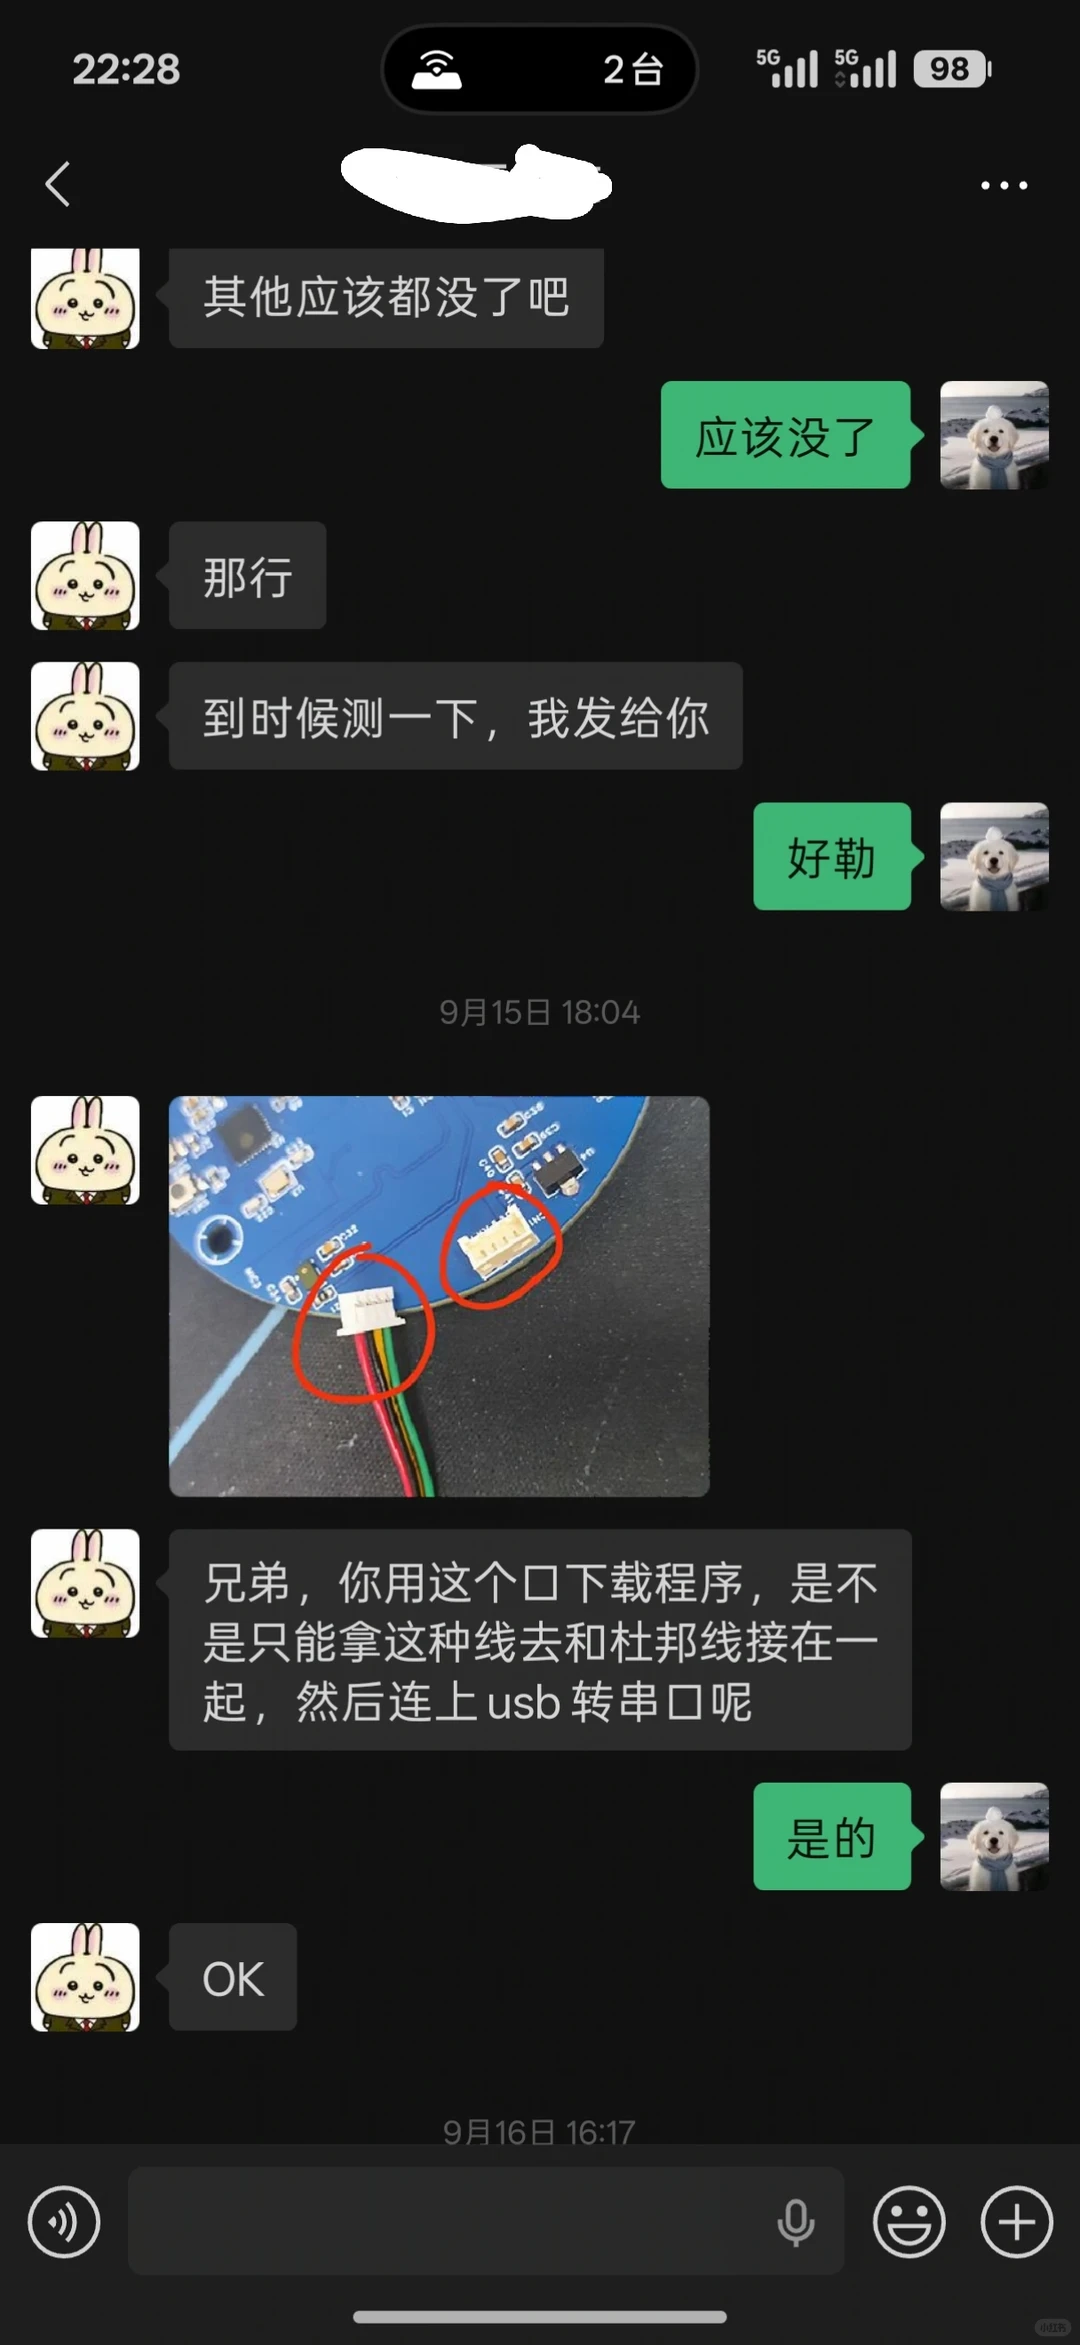 22:28
2台
5G
5G
98
其他应该都没了吧
应该没了
那行
到时候测一下，我发给你
好勒
9月15日 18:04
C32
兄弟，你用这个口下载程序，是不
是只能拿这种线去和杜邦线接在一
起，然后连上usb转串口呢
是的
OK
9月16日 16:17
小红书